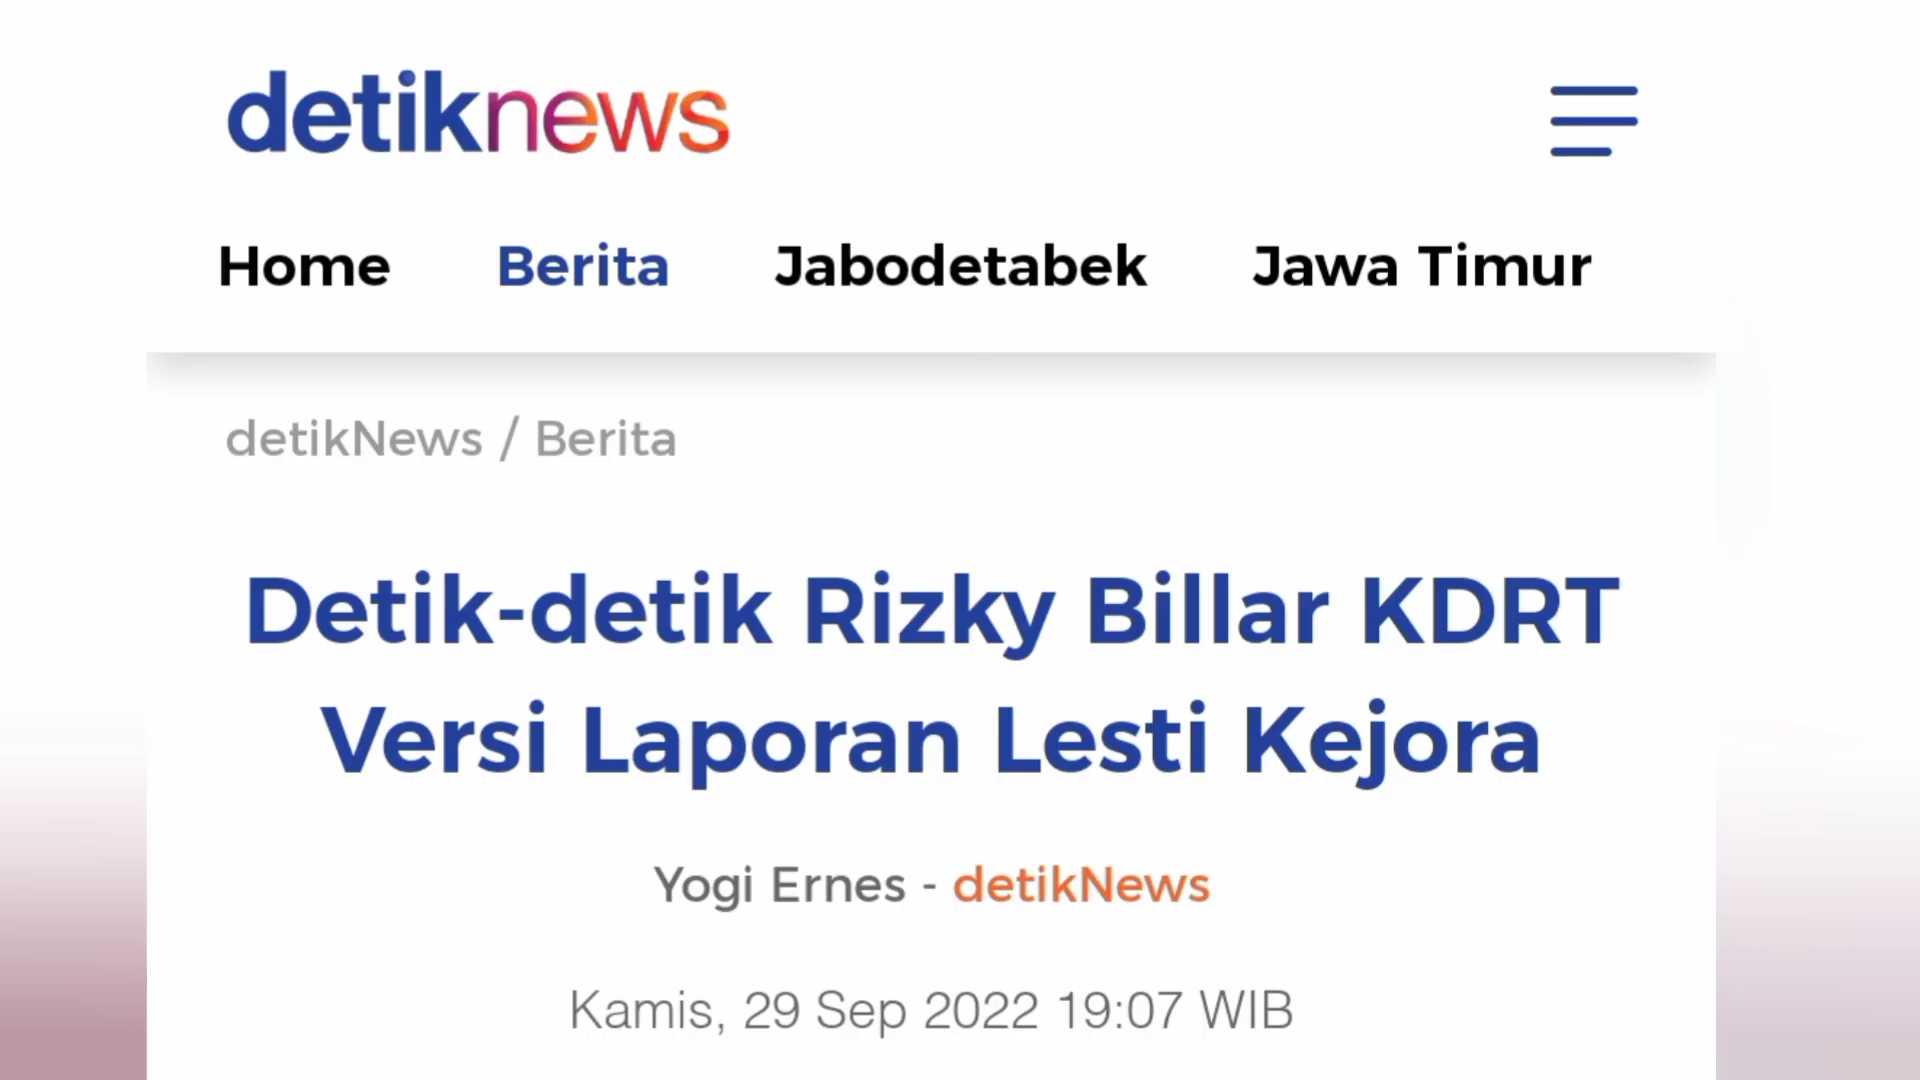 detiknews
Home Berita Jabodetabek Jawa Timur
detikNews / Berita
Detik-detik Rizky Billar KDRT
Versi Laporan Lesti Kejora
Yogi Ernes - detikNews
Kamis, 29 Sep 2022 19:07 WIB